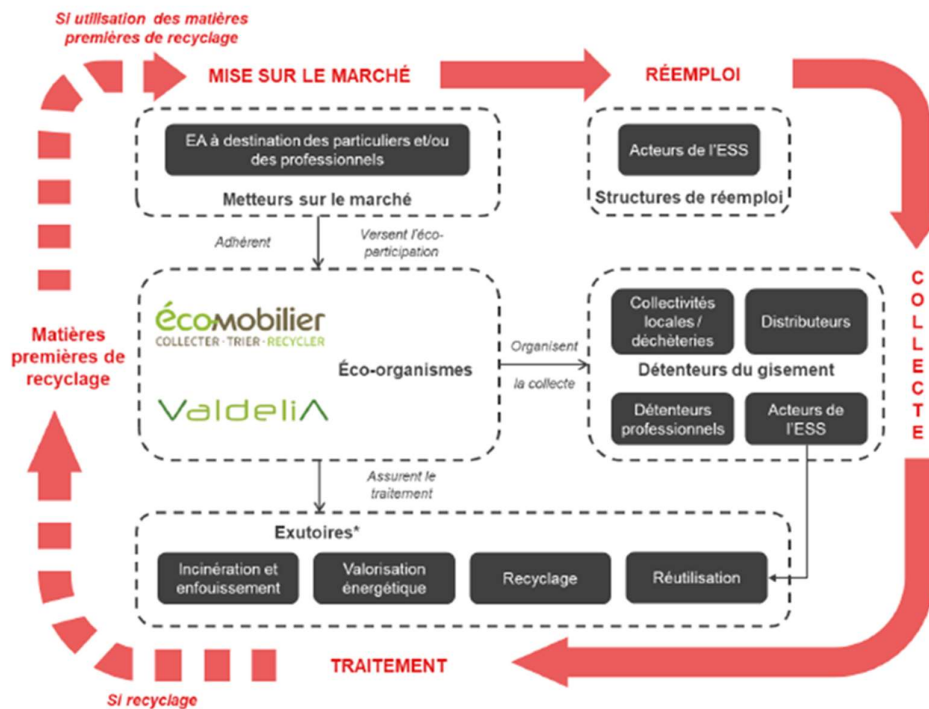 Si utilisation des matières
premières de recyclage
MISE SUR LE MARCHÉ
RÉEMPLOI
EA à destination des particuliers et/ou
des professionnels
Metteurs sur le marché
Acteurs de l'ESS
Structures de réemploi
Adhérent
Versent l'éco-
participation
écomobilier
COLLECTER · TRIER · RECYCLER
Éco-organismes
ValdeliA
Organisent
la collecte
Collectivités
locales /
déchèteries
Distributeurs
Détenteurs du gisement
Détenteurs
professionnels
Acteurs de
l'ESS
COLLECTE
Matières
premières de
recyclage
Assurent le
traitement
Exutoires*
Incinération et
enfouissement
Valorisation
énergétique
Recyclage
Réutilisation
TRAITEMENT
Si recyclage